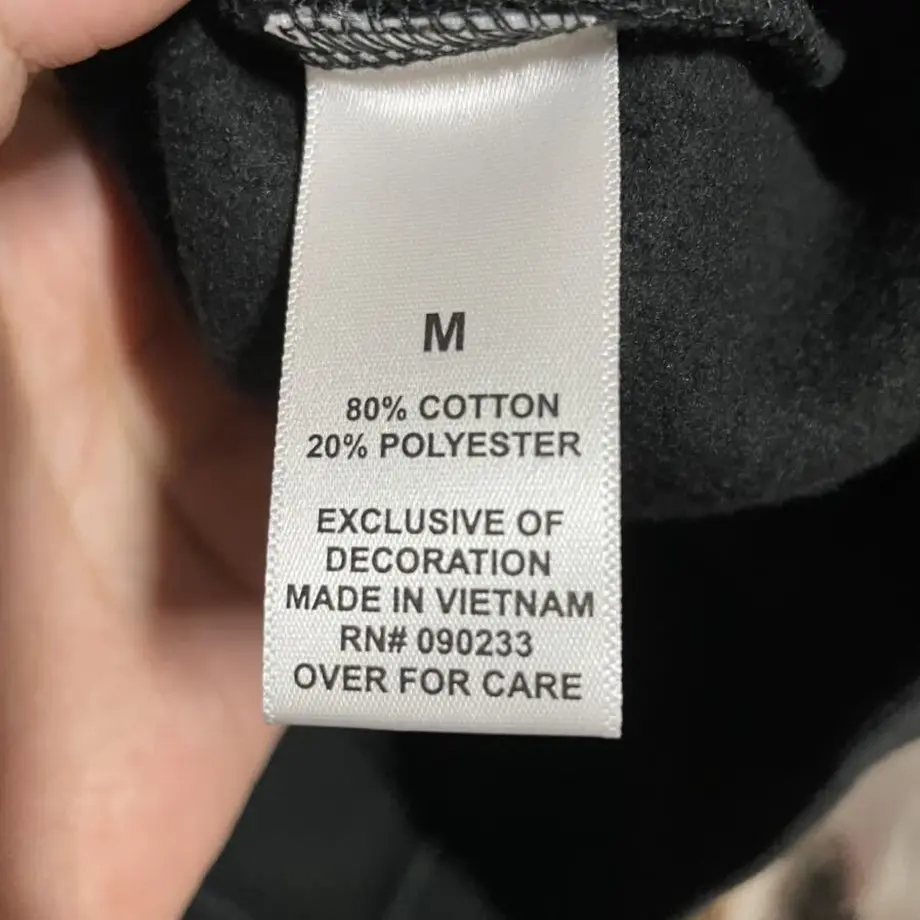 M
80% COTTON
20% POLYESTER
EXCLUSIVE OF
DECORATION
MADE IN VIETNAM
RN# 090233
OVER FOR CARE